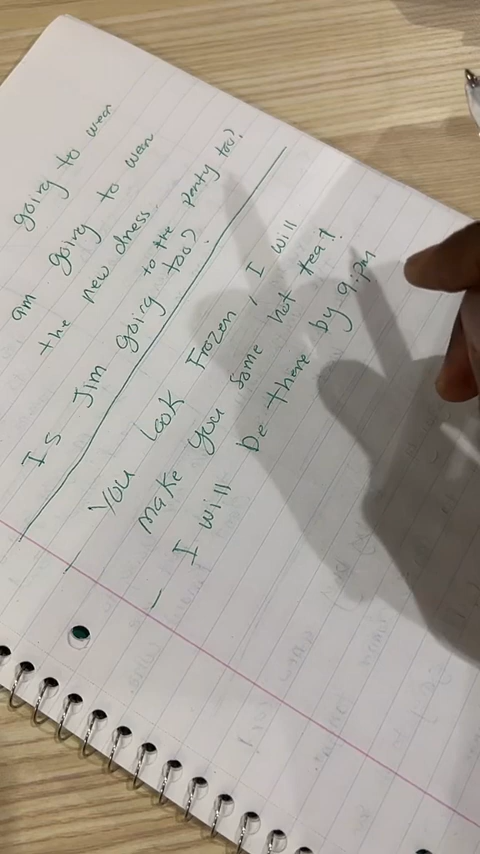 going to wear
am going to wear
the new dress.
to the party too?
Is Jim going too?
You look Frozen, I will
make you some hot tea!
- I will be there by 9.pm